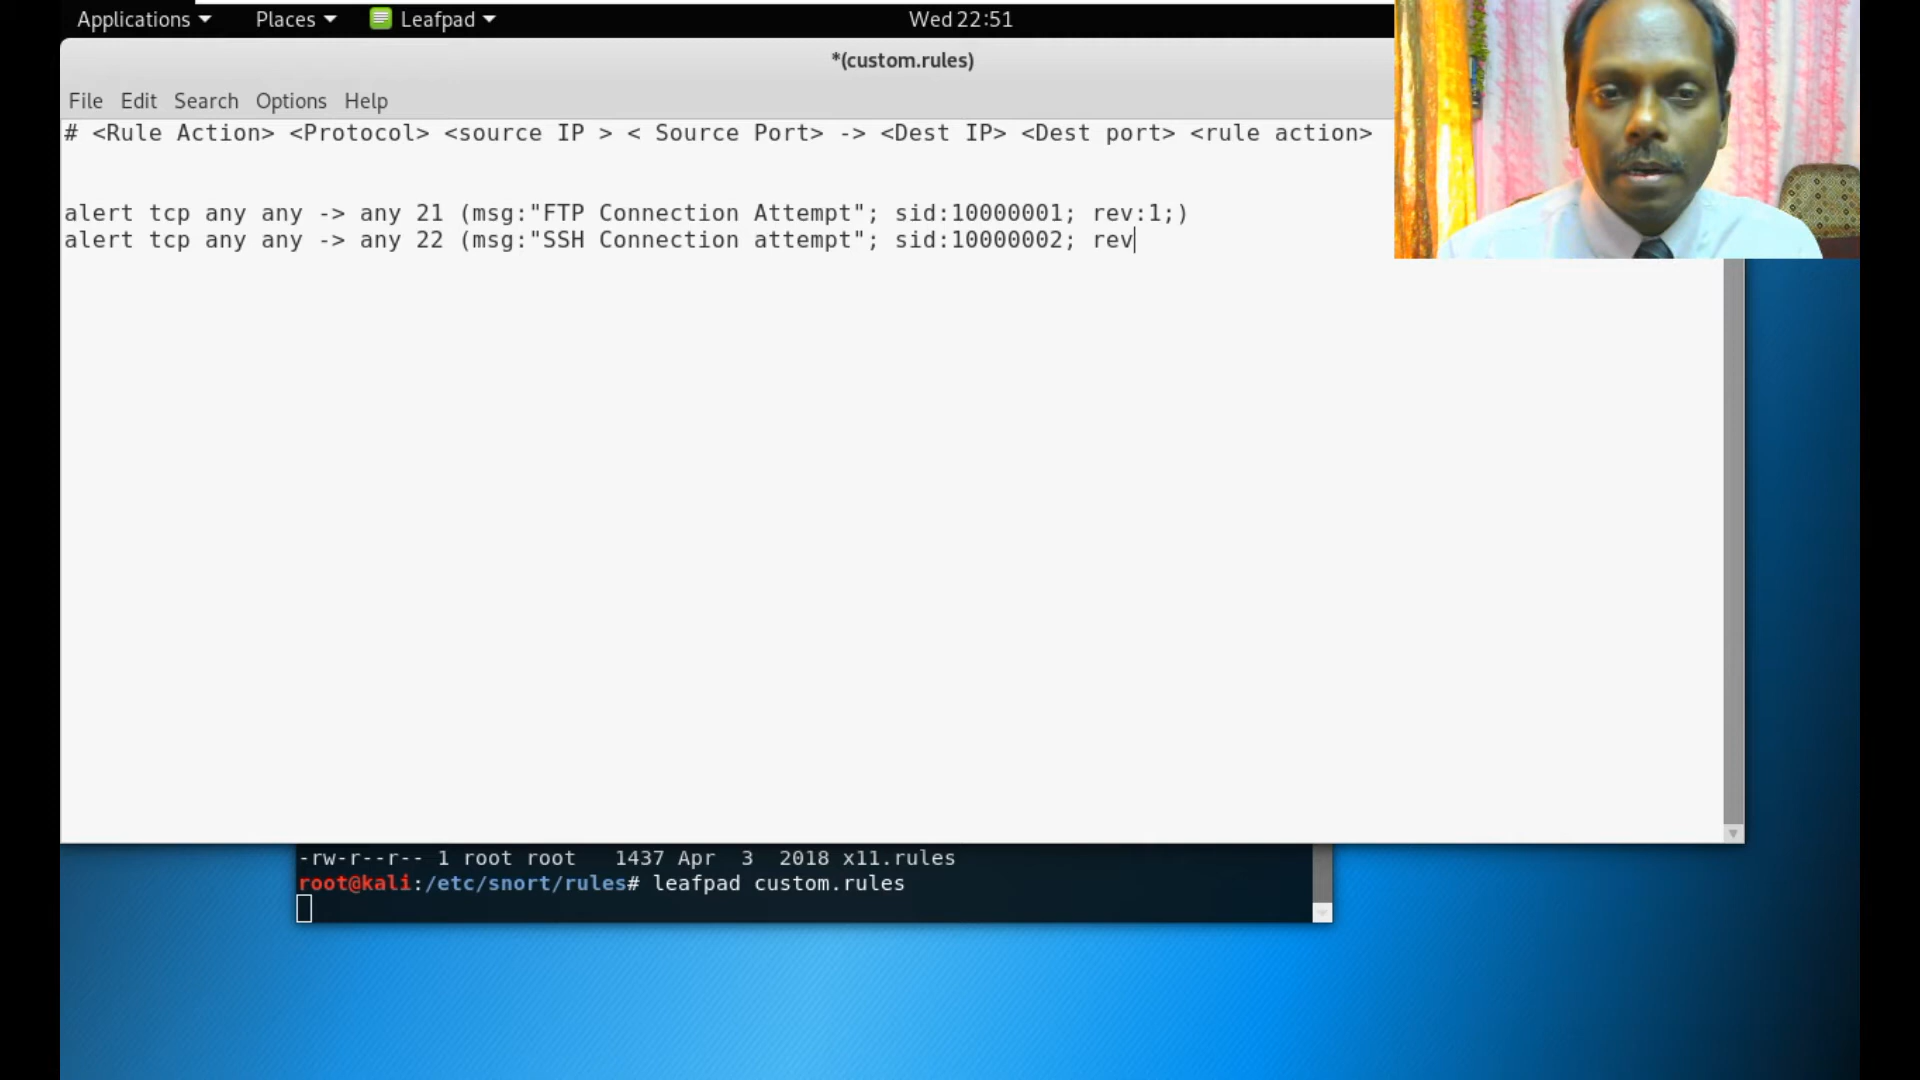 Applications Places Leafpad Wed 22:51
*(custom.rules)
File Edit Search Options Help
# <Rule Action> <Protocol> <source IP > < Source Port> -> <Dest IP> <Dest port> <rule action>
alert tcp any any -> any 21 (msg:"FTP Connection Attempt"; sid:10000001; rev:1;)
alert tcp any any -> any 22 (msg:"SSH Connection attempt"; sid:10000002; rev
-rw-r--r-- 1 root root 1437 Apr 3 2018 x11.rules
root@kali:/etc/snort/rules# leafpad custom.rules